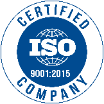 CERTIFIED
ISO
9001:2015
COMPANY